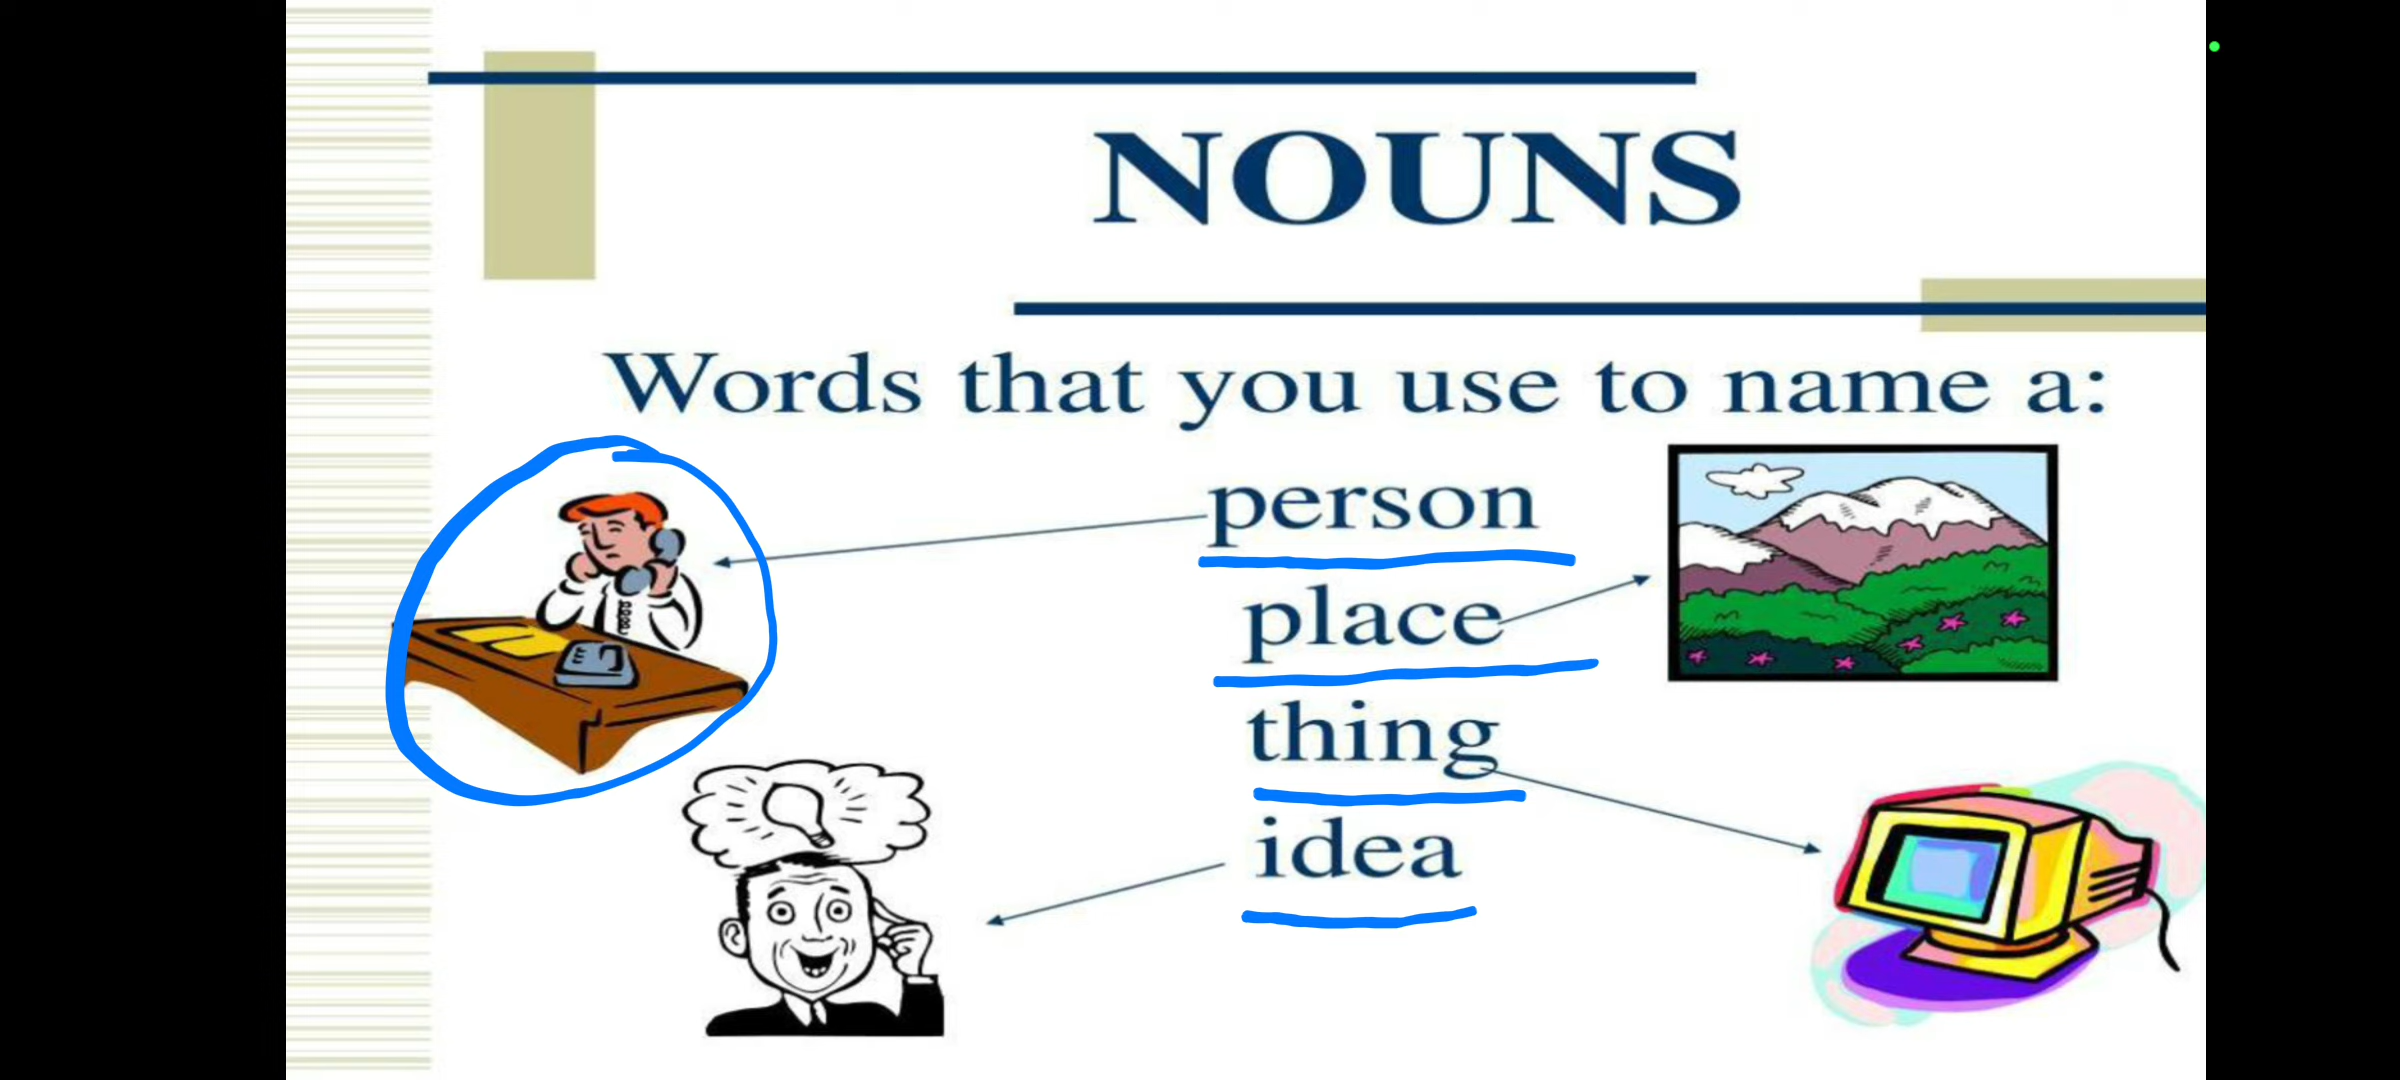 NOUNS
Words that you use to name a:
person
place
thing
idea